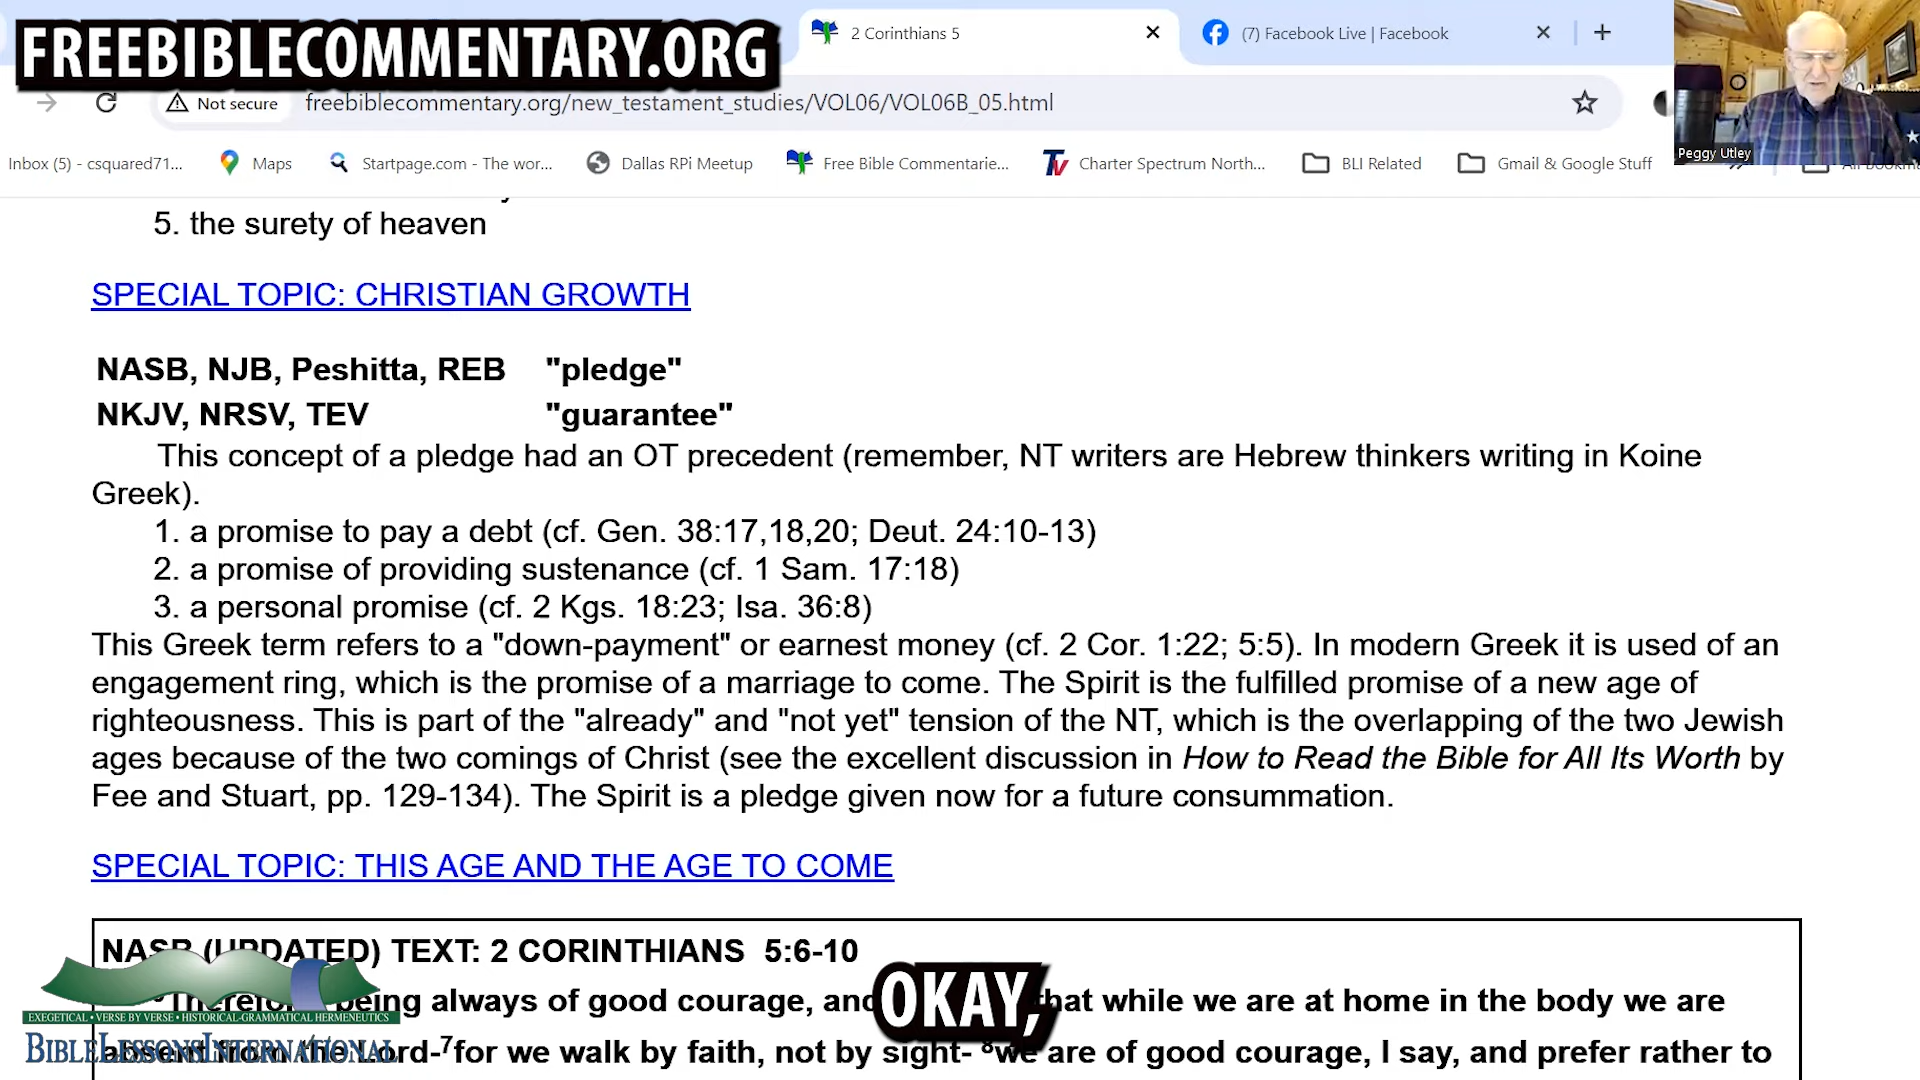 FREEBIBLECOMMENTARY.ORG
2 Corinthians 5
(7) Facebook Live | Facebook
Not secure
freebiblecommentary.org/new_testament_studies/VOL06/VOL06B_05.html
Peggy Utley
Inbox (5) - csquared71...
Maps
Startpage.com - The wor...
Dallas RPi Meetup
Free Bible Commentarie...
Charter Spectrum North...
BLI Related
Gmail & Google Stuff
5. the surety of heaven
SPECIAL TOPIC: CHRISTIAN GROWTH
NASB, NJB, Peshitta, REB "pledge"
NKJV, NRSV, TEV "guarantee"
This concept of a pledge had an OT precedent (remember, NT writers are Hebrew thinkers writing in Koine
Greek).
1. a promise to pay a debt (cf. Gen. 38:17,18,20; Deut. 24:10-13)
2. a promise of providing sustenance (cf. 1 Sam. 17:18)
3. a personal promise (cf. 2 Kgs. 18:23; Isa. 36:8)
This Greek term refers to a "down-payment" or earnest money (cf. 2 Cor. 1:22; 5:5). In modern Greek it is used of an
engagement ring, which is the promise of a marriage to come. The Spirit is the fulfilled promise of a new age of
righteousness. This is part of the "already" and "not yet" tension of the NT, which is the overlapping of the two Jewish
ages because of the two comings of Christ (see the excellent discussion in How to Read the Bible for All Its Worth by
Fee and Stuart, pp. 129-134). The Spirit is a pledge given now for a future consummation.
SPECIAL TOPIC: THIS AGE AND THE AGE TO COME
NASB (UPDATED) TEXT: 2 CORINTHIANS 5:6-10
being always of good courage, and that while we are at home in the body we are
OKAY,
EXEGETICAL • VERSE BY VERSE • HISTORICAL-GRAMMATICAL HERMENEUTICS
BIBLELESSONSINTERNATIONAL
absent from the Lord-7for we walk by faith, not by sight- 8we are of good courage, I say, and prefer rather to